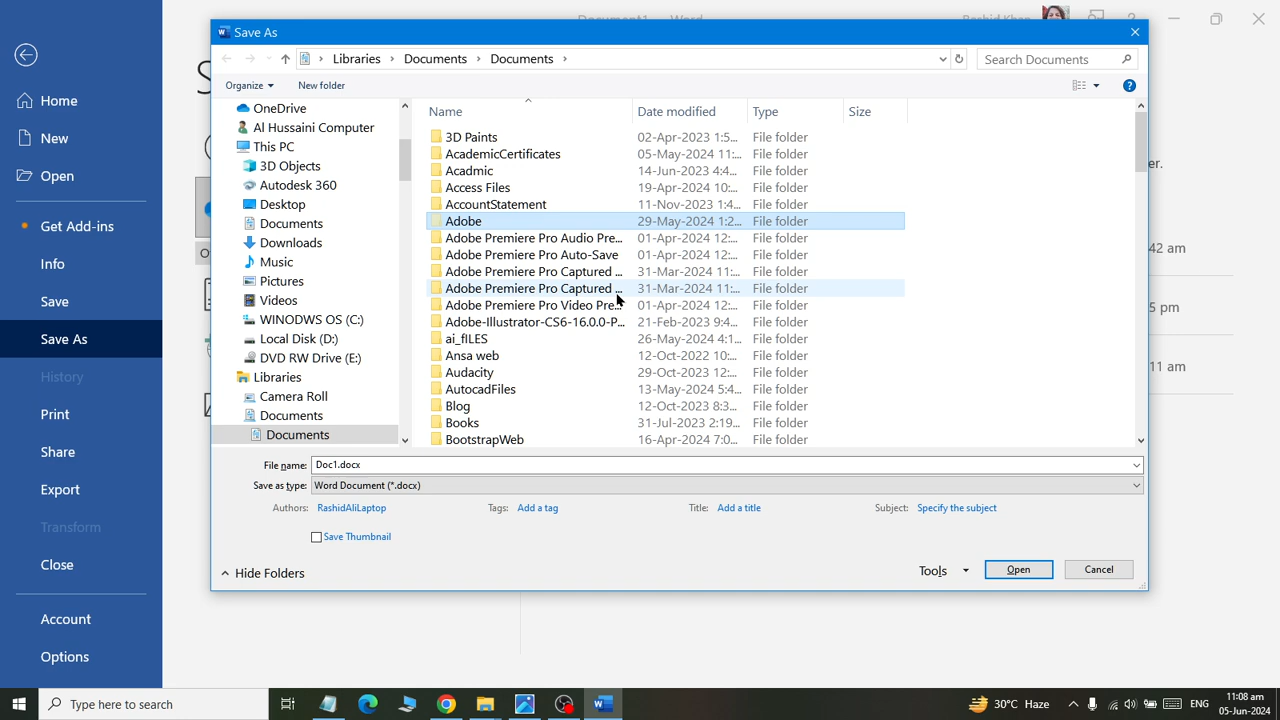 Document1 - Word
Rashid Khan
Save As
Libraries
Documents
Documents
Search Documents
Organize
New folder
Home
New
Open
Get Add-ins
Info
Save
Save As
History
Print
Share
Export
Transform
Close
Account
Options
OneDrive
Al Hussaini Computer
This PC
3D Objects
Autodesk 360
Desktop
Documents
Downloads
Music
Pictures
Videos
WINODWS OS (C:)
Local Disk (D:)
DVD RW Drive (E:)
Libraries
Camera Roll
Documents
Documents
Name Date modified Type Size
3D Paints 02-Apr-2023 1:5... File folder
AcademicCertificates 05-May-2024 11:... File folder
Acadmic 14-Jun-2023 4:4... File folder
Access Files 19-Apr-2024 10:... File folder
AccountStatement 11-Nov-2023 1:4... File folder
Adobe 29-May-2024 1:2... File folder
Adobe Premiere Pro Audio Pre... 01-Apr-2024 12:... File folder
Adobe Premiere Pro Auto-Save 01-Apr-2024 12:... File folder
Adobe Premiere Pro Captured ... 31-Mar-2024 11:... File folder
Adobe Premiere Pro Captured ... 31-Mar-2024 11:... File folder
Adobe Premiere Pro Video Pre... 01-Apr-2024 12:... File folder
Adobe-Illustrator-CS6-16.0.0-P... 21-Feb-2023 9:4... File folder
ai_fILES 26-May-2024 4:1... File folder
Ansa web 12-Oct-2022 10:... File folder
Audacity 29-Oct-2023 12:... File folder
AutocadFiles 13-May-2024 5:4... File folder
Blog 12-Oct-2023 8:3... File folder
Books 31-Jul-2023 2:19... File folder
BootstrapWeb 16-Apr-2024 7:0... File folder
er.
42 am
5 pm
11 am
File name: Doc1.docx
Save as type: Word Document (*.docx)
Authors: RashidAliLaptop Tags: Add a tag Title: Add a title Subject: Specify the subject
Save Thumbnail
Hide Folders
Tools Open Cancel
Type here to search
30°C Haze
ENG
11:08 am
05-Jun-2024